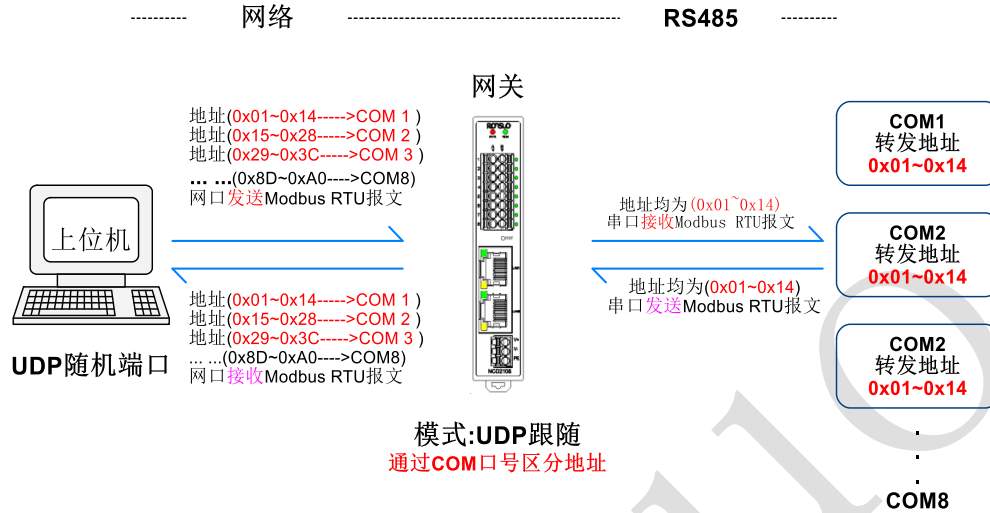 网络
RS485
网关
地址(0x01~0x14----->COM 1 )
地址(0x15~0x28----->COM 2 )
地址(0x29~0x3C----->COM 3 )
... ...(0x8D~0xA0---->COM8)
网口发送Modbus RTU报文
上位机
UDP随机端口
地址(0x01~0x14----->COM 1 )
地址(0x15~0x28----->COM 2 )
地址(0x29~0x3C----->COM 3 )
... ...(0x8D~0xA0---->COM8)
网口接收Modbus RTU报文
NCO2108
模式:UDP跟随
通过COM口号区分地址
地址均为(0x01~0x14)
串口接收Modbus RTU报文
地址均为(0x01~0x14)
串口发送Modbus RTU报文
COM1
转发地址
0x01~0x14
COM2
转发地址
0x01~0x14
COM2
转发地址
0x01~0x14
COM8